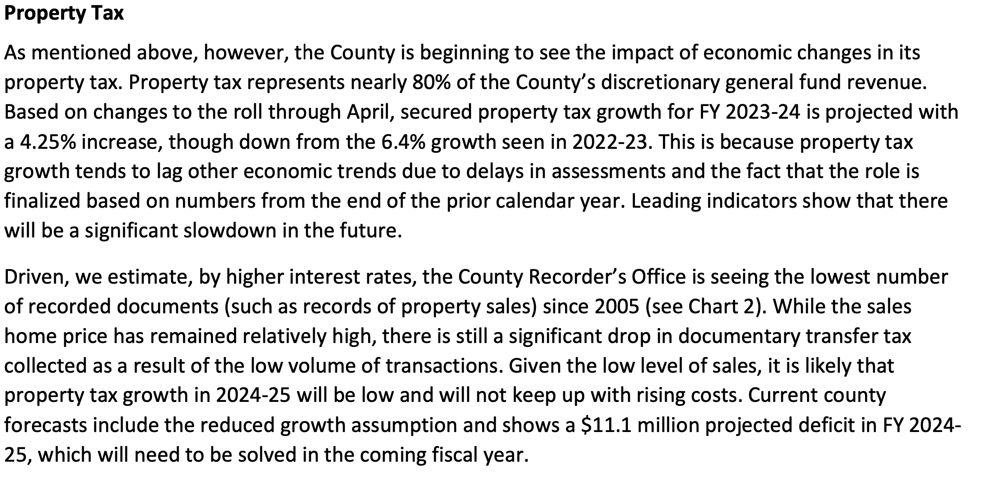 Property Tax
As mentioned above, however, the County is beginning to see the impact of economic changes in its
property tax. Property tax represents nearly 80% of the County’s discretionary general fund revenue.
Based on changes to the roll through April, secured property tax growth for FY 2023-24 is projected with
a 4.25% increase, though down from the 6.4% growth seen in 2022-23. This is because property tax
growth tends to lag other economic trends due to delays in assessments and the fact that the role is
finalized based on numbers from the end of the prior calendar year. Leading indicators show that there
will be a significant slowdown in the future.
Driven, we estimate, by higher interest rates, the County Recorder’s Office is seeing the lowest number
of recorded documents (such as records of property sales) since 2005 (see Chart 2). While the sales
home price has remained relatively high, there is still a significant drop in documentary transfer tax
collected as a result of the low volume of transactions. Given the low level of sales, it is likely that
property tax growth in 2024-25 will be low and will not keep up with rising costs. Current county
forecasts include the reduced growth assumption and shows a $11.1 million projected deficit in FY 2024-
25, which will need to be solved in the coming fiscal year.